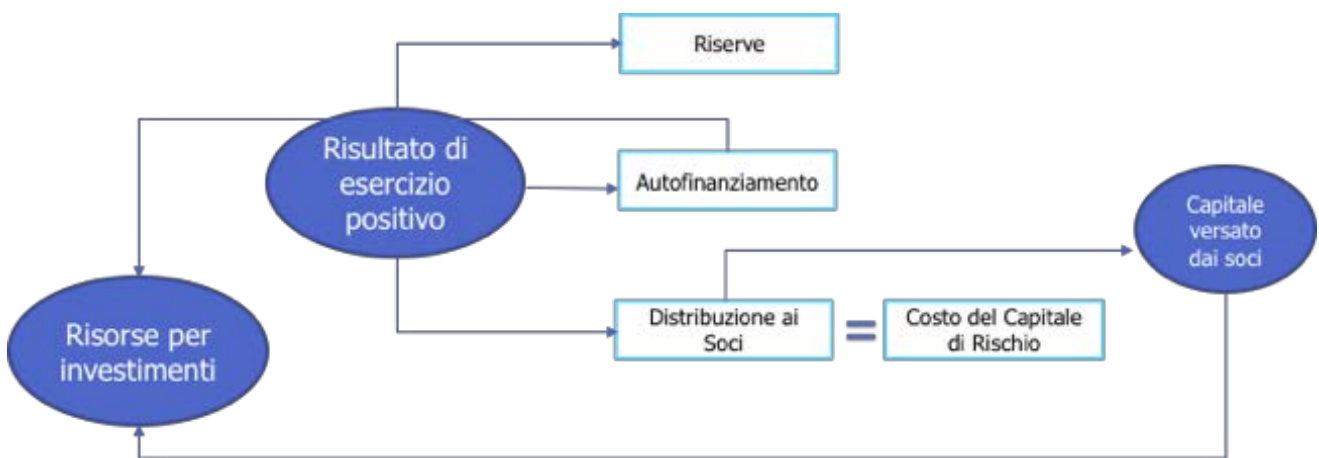 Riserve
Risultato di
esercizio
positivo
Autofinanziamento
Capitale
versato
dai soci
Risorse per
investimenti
Distribuzione ai
Soci
=
Costo del Capitale
di Rischio